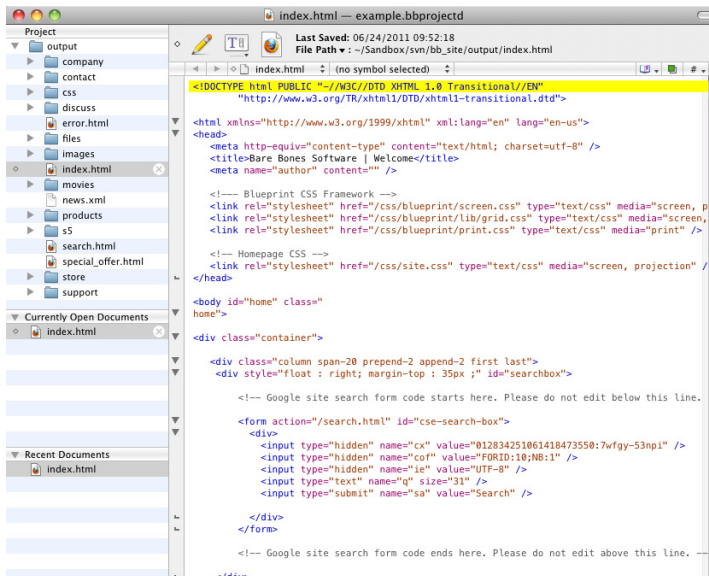 index.html — example.bbprojectd
Project
output
company
contact
css
discuss
error.html
files
images
index.html
movies
news.xml
products
s5
search.html
special_offer.html
store
support
Currently Open Documents
index.html
Recent Documents
index.html
Last Saved: 06/24/2011 09:52:18
File Path ▾ : ~/Sandbox/svn/bb_site/output/index.html
index.html (no symbol selected) # ▾
<!DOCTYPE html PUBLIC "-//W3C//DTD XHTML 1.0 Transitional//EN"
"http://www.w3.org/TR/xhtml1/DTD/xhtml1-transitional.dtd">
<html xmlns="http://www.w3.org/1999/xhtml" xml:lang="en" lang="en-us">
<head>
<meta http-equiv="content-type" content="text/html; charset=utf-8" />
<title>Bare Bones Software | Welcome</title>
<meta name="author" content="" />
<!--- Blueprint CSS Framework -->
<link rel="stylesheet" href="/css/blueprint/screen.css" type="text/css" media="screen, p
<link rel="stylesheet" href="/css/blueprint/lib/grid.css" type="text/css" media="screen,
<link rel="stylesheet" href="/css/blueprint/print.css" type="text/css" media="print" />
<!-- Homepage CSS -->
<link rel="stylesheet" href="/css/site.css" type="text/css" media="screen, projection" /
</head>
<body id="home" class="
home">
<div class="container">
<div class="column span-20 prepend-2 append-2 first last">
<div style="float : right; margin-top : 35px ;" id="searchbox">
<!-- Google site search form code starts here. Please do not edit below this line.
<form action="/search.html" id="cse-search-box">
<div>
<input type="hidden" name="cx" value="012834251061418473550:7wfgy-53npi" />
<input type="hidden" name="cof" value="FORID:10;NB:1" />
<input type="hidden" name="ie" value="UTF-8" />
<input type="text" name="q" size="31" />
<input type="submit" name="sa" value="Search" />
</div>
</form>
<!-- Google site search form code ends here. Please do not edit above this line. --